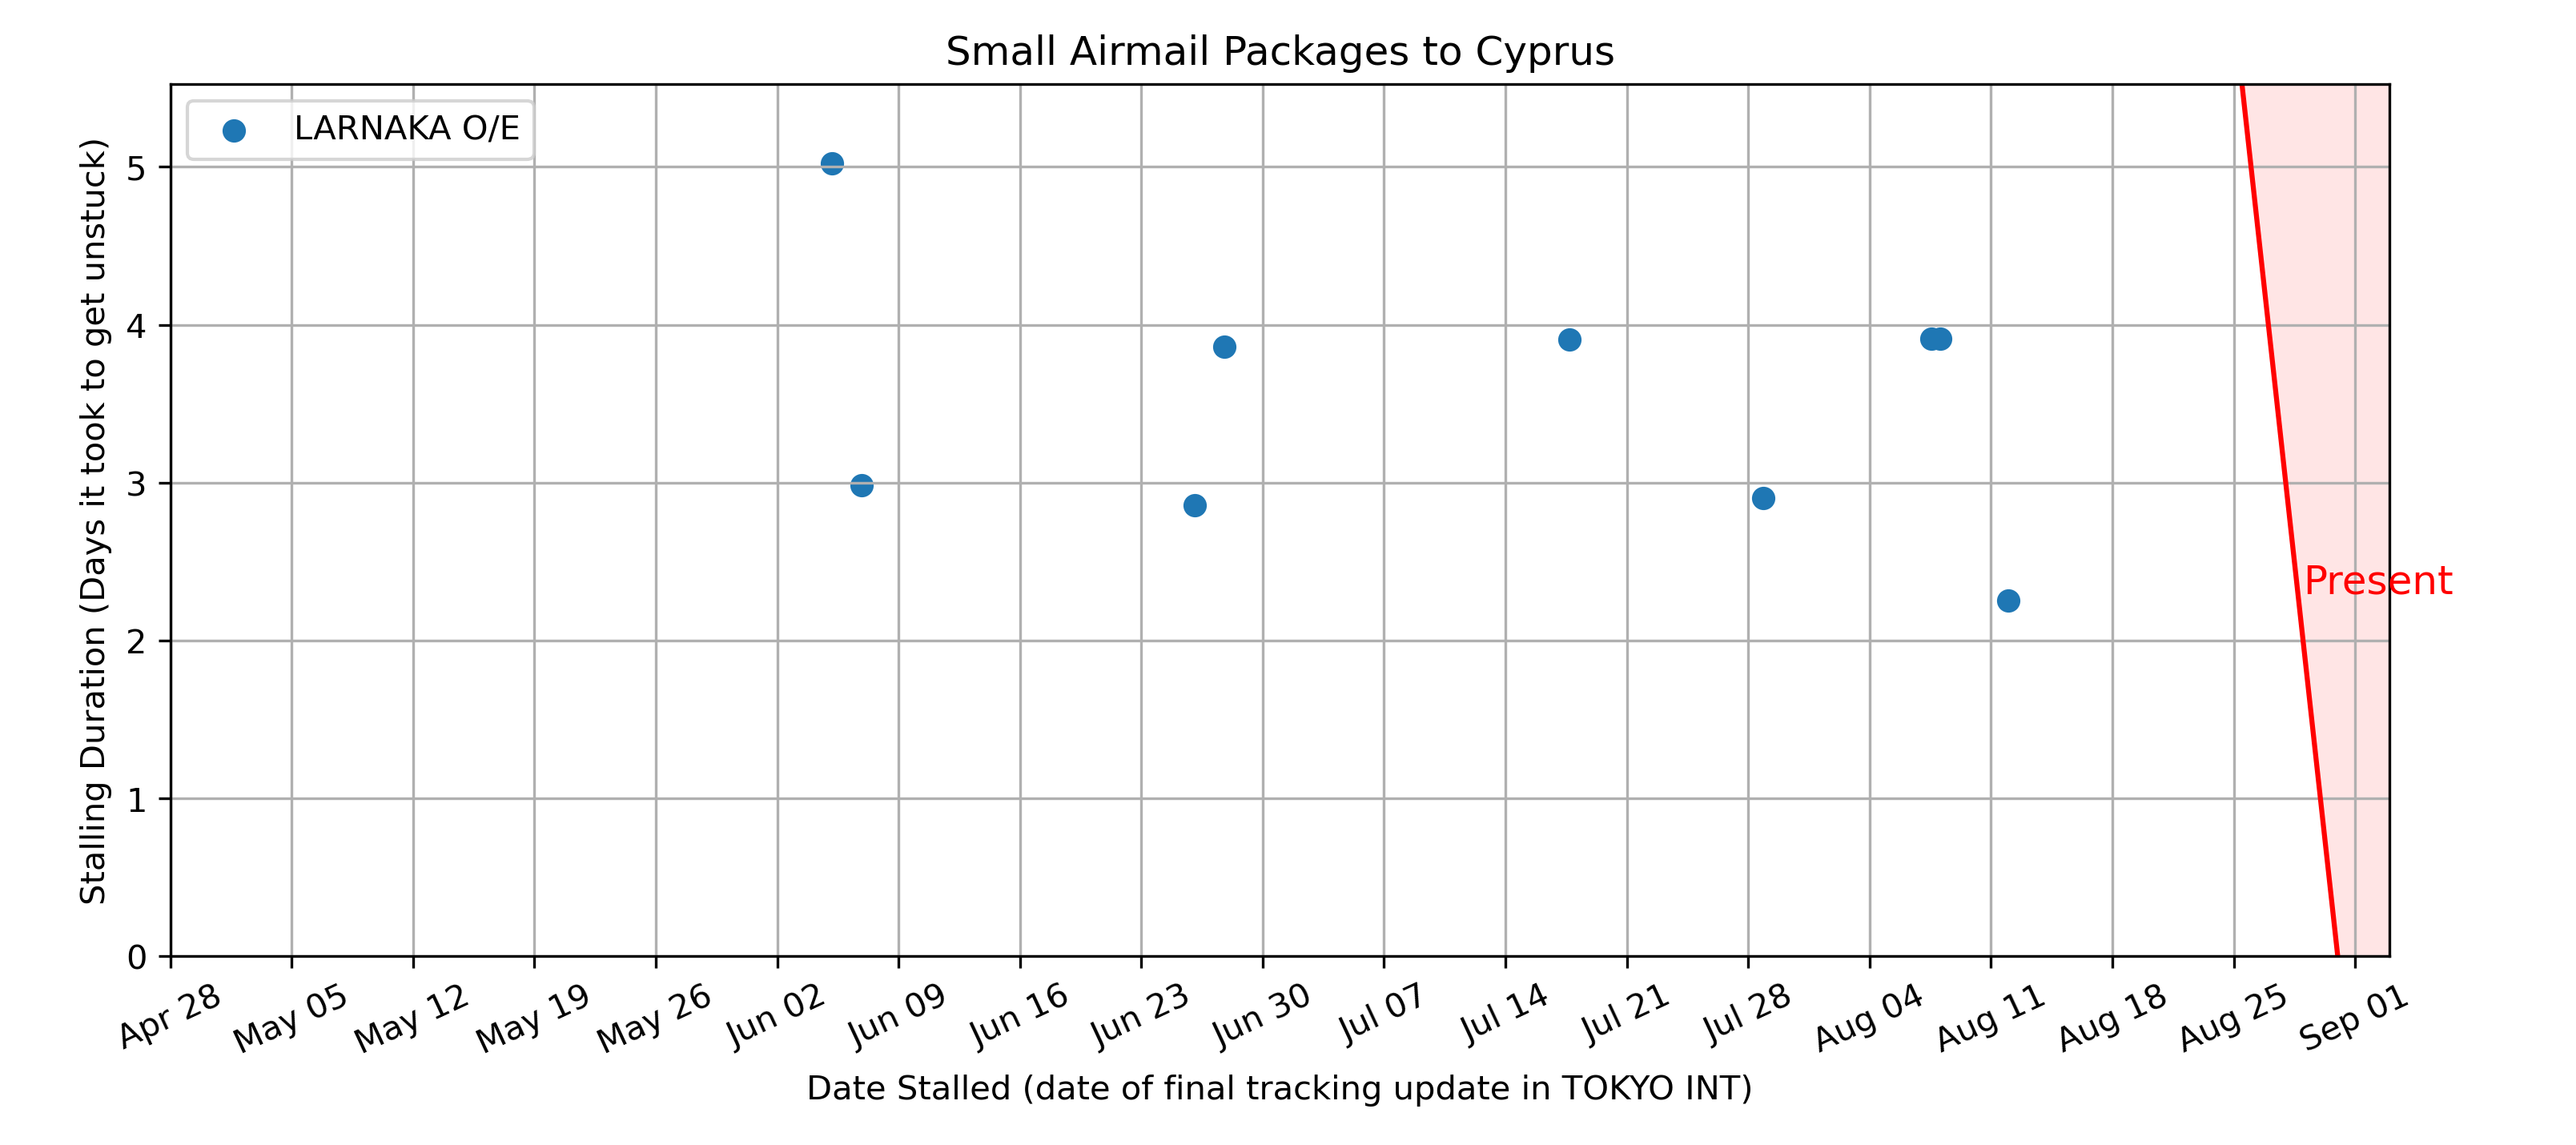 Small Airmail Packages to Cyprus
LARNAKA O/E
Stalling Duration (Days it took to get unstuck)
5
4
3
2
1
0
Present
Apr 28
May 05
May 12
May 19
May 26
Jun 02
Jun 09
Jun 16
Jun 23
Jun 30
Jul 07
Jul 14
Jul 21
Jul 28
Aug 04
Aug 11
Aug 18
Aug 25
Sep 01
Date Stalled (date of final tracking update in TOKYO INT)